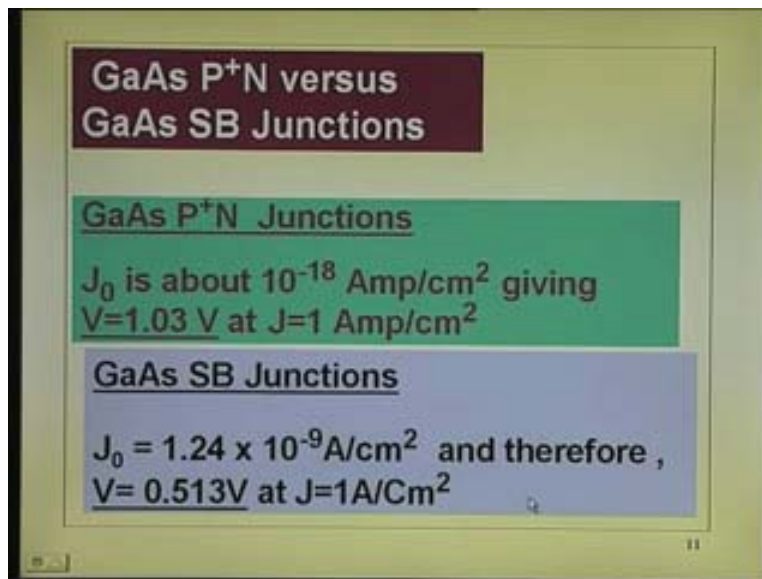 GaAs P⁺N versus
GaAs SB Junctions
GaAs P⁺N Junctions
J₀ is about 10⁻¹⁸ Amp/cm² giving
V=1.03 V at J=1 Amp/cm²
GaAs SB Junctions
J₀ = 1.24 x 10⁻⁹A/cm² and therefore ,
V= 0.513V at J=1A/Cm²
11